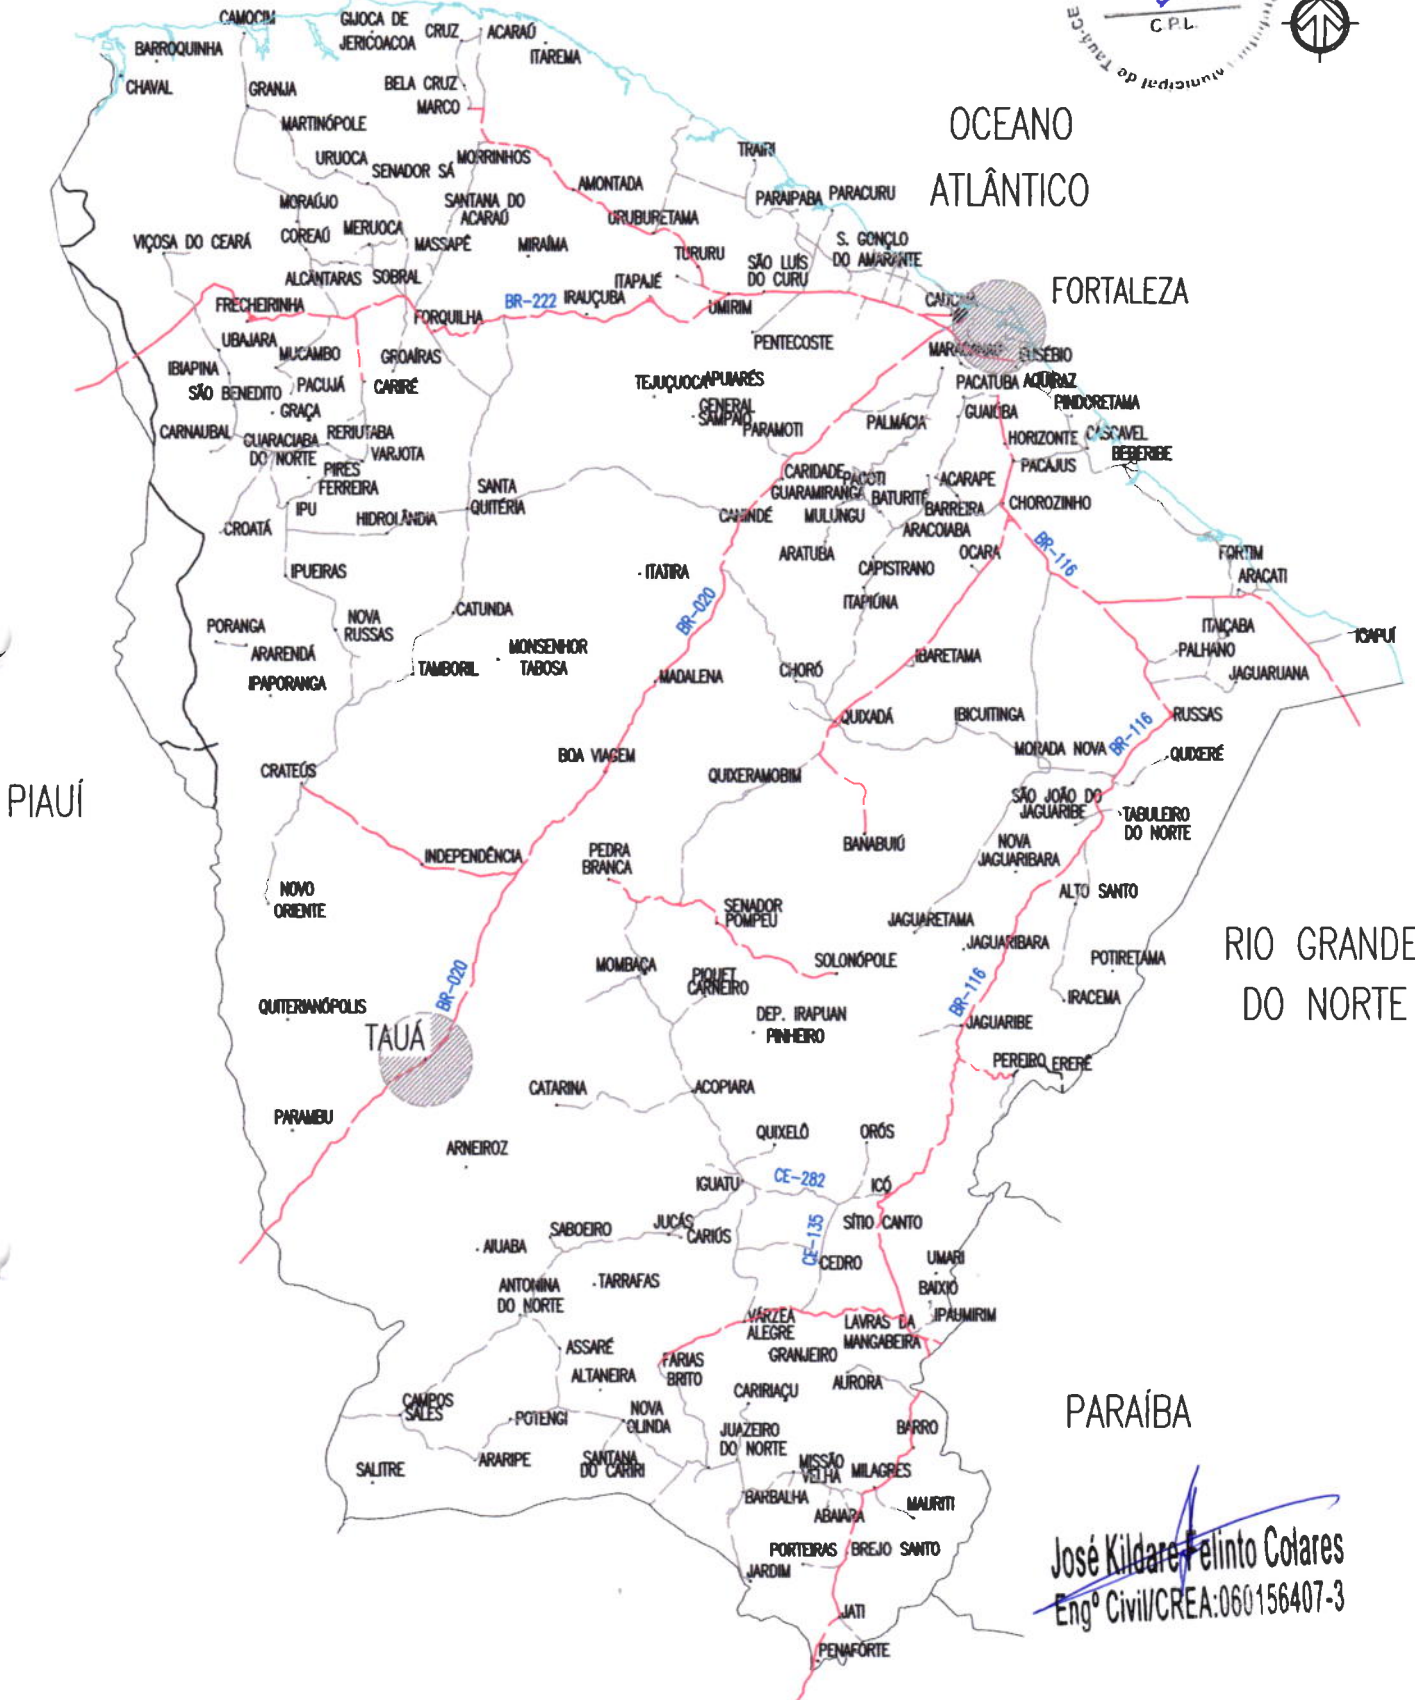 CAMOCIM
GIJOCA DE
JERICOACOA
CRUZ
ACARAÚ
ITAREMA
BARROQUINHA
CHAVAL
GRANJA
BELA CRUZ
MARCO
C.P.L.
Municipal de Tauá-CE
OCEANO
ATLÂNTICO
MARTINÓPOLE
URUOCA
SENADOR SÁ
MORRINHOS
TRAIRI
AMONTADA
PARAIPABA
PARACURU
MORAÚJO
SANTANA DO
ACARAÚ
URUBURETAMA
COREAÚ
MERUOCA
MASSAPÊ
MIRAÍMA
VIÇOSA DO CEARÁ
TURURU
S. GONÇLO
DO AMARANTE
SÃO LUÍS
DO CURU
ALCÂNTARAS
SOBRAL
ITAPAJÉ
FORTALEZA
FRECHEIRINHA
BR-222
IRAUÇUBA
UMIRIM
FORQUILHA
PENTECOSTE
UBAJARA
MUCAMBO
GROAÍRAS
EUSÉBIO
IBIAPINA
PACUJÁ
CARIRÉ
SÃO BENEDITO
TEJUÇUOCA
APUIARÉS
PACATUBA
AQUIRAZ
GRAÇA
GENERAL
SAMPAIO
PINDORETAMA
GUAIÚBA
CARNAUBAL
GUARACIABA
DO NORTE
RERIUTABA
PARAMOTI
PALMÁCIA
HORIZONTE
CASCAVEL
VARJOTA
BEBERIBE
PIRES
FERREIRA
PACAJUS
CARIDADE
PACOTI
ACARAPE
SANTA
QUITÉRIA
GUARAMIRANGA
BATURITÉ
IPU
HIDROLÂNDIA
CANINDÉ
MULUNGU
BARREIRA
CHOROZINHO
CROATÁ
ARACOIABA
ARATUBA
OCARA
BR-116
FORTIM
IPUEIRAS
ITATIRA
CAPISTRANO
ARACATI
ITAPIÚNA
BR-020
PORANGA
NOVA
RUSSAS
CATUNDA
ITAIÇABA
ICAPUÍ
ARARENDÁ
MONSENHOR
TABOSA
PALHANO
IPAPORANGA
TAMBORIL
IBARETAMA
MADALENA
CHORÓ
JAGUARUANA
QUIXADÁ
IBICUITINGA
RUSSAS
BR-116
BOA VIAGEM
MORADA NOVA
QUIXERÉ
CRATEÚS
QUIXERAMOBIM
PIAUÍ
SÃO JOÃO DO
JAGUARIBE
TABULEIRO
DO NORTE
BANABUIÚ
NOVA
JAGUARIBARA
INDEPENDÊNCIA
PEDRA
BRANCA
NOVO
ORIENTE
ALTO SANTO
SENADOR
POMPEU
JAGUARETAMA
RIO GRANDE
DO NORTE
JAGUARIBARA
POTIRETAMA
MOMBAÇA
SOLONÓPOLE
PIQUET
CARNEIRO
BR-020
BR-116
IRACEMA
QUITERIANÓPOLIS
DEP. IRAPUAN
PINHEIRO
TAUÁ
JAGUARIBE
PEREIRO
ERERÊ
CATARINA
ACOPIARA
PARAMBU
QUIXELÔ
ORÓS
ARNEIROZ
IGUATU
CE-282
ICÓ
SABOEIRO
JUCÁS
CARIÚS
SÍTIO CANTO
CE-135
AIUABA
CEDRO
UMARI
TARRAFAS
BAIXIO
ANTONINA
DO NORTE
VÁRZEA
ALEGRE
LAVRAS DA
MANGABEIRA
IPAUMIRIM
ASSARÉ
FARIAS
BRITO
GRANJEIRO
ALTANEIRA
CARIRIAÇU
AURORA
CAMPOS
SALES
POTENGI
NOVA
OLINDA
JUAZEIRO
DO NORTE
BARRO
PARAÍBA
ARARIPE
SANTANA
DO CARIRI
MISSÃO
VELHA
MILAGRES
SALITRE
BARBALHA
ABAIARA
MAURITI
PORTEIRAS
BREJO SANTO
JARDIM
JATI
PENAFORTE
José Kildare Felinto Colares
Engº Civil/CREA:060156407-3